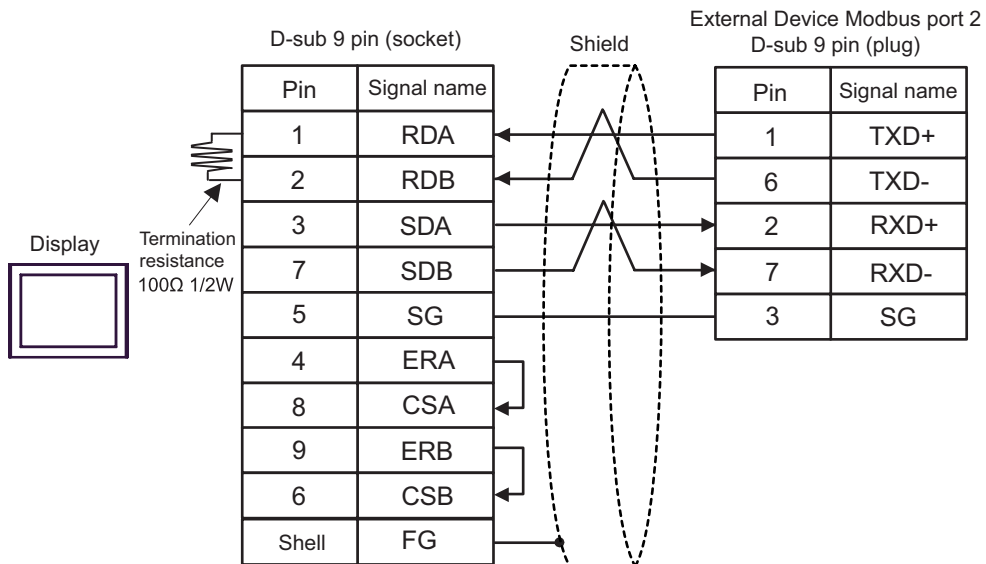 External Device Modbus port 2
D-sub 9 pin (socket)
Shield
D-sub 9 pin (plug)
Pin Signal name
1 RDA
2 RDB
3 SDA
7 SDB
5 SG
4 ERA
8 CSA
9 ERB
6 CSB
Shell FG
Pin Signal name
1 TXD+
6 TXD-
2 RXD+
7 RXD-
3 SG
Display
Termination
resistance
100Ω 1/2W